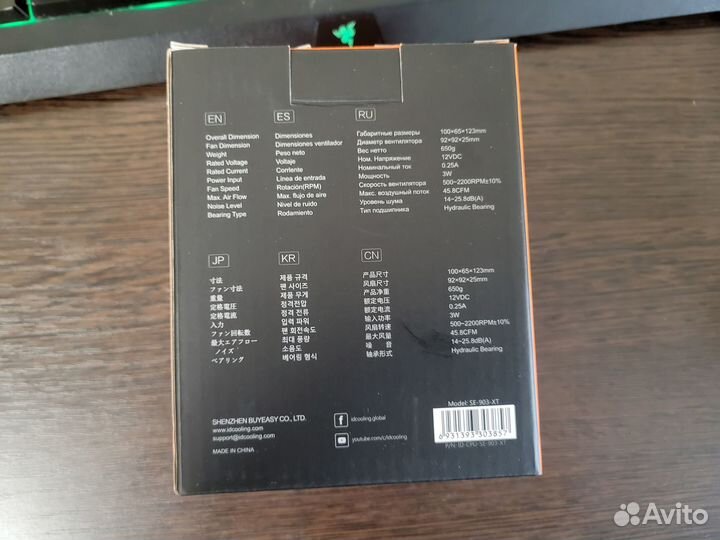 EN
Overall Dimension
Fan Dimension
Weight
Rated Voltage
Rated Current
Power Input
Fan Speed
Max. Air Flow
Noise Level
Bearing Type
ES
Dimensiones
Dimensiones ventilador
Peso neto
Voltaje
Corriente
Línea de entrada
Rotación(RPM)
Max. flujo de aire
Nivel de ruido
Rodamiento
RU
Габаритные размеры 100×65×123mm
Диаметр вентилятора 92×92×25mm
Вес нетто 650g
Ном. Напряжение 12VDC
Номинальный ток 0.25A
Мощность 3W
Скорость вентилятора 500~2200RPM±10%
Макс. воздушный поток 45.8CFM
Уровень шума 14~25.8dB(A)
Тип подшипника Hydraulic Bearing
JP
寸法
ファン寸法
重量
定格電圧
定格電流
入力
ファン回転数
最大エアフロー
ノイズ
ベアリング
KR
제품 규격
팬 사이즈
제품 무게
정격전압
정격 전류
입력 파워
팬 회전속도
최대 풍량
소음도
베어링 형식
CN
产品尺寸 100×65×123mm
风扇尺寸 92×92×25mm
产品净重 650g
额定电压 12VDC
额定电流 0.25A
输入功率 3W
风扇转速 500~2200RPM±10%
最大风量 45.8CFM
噪音 14~25.8dB(A)
轴承形式 Hydraulic Bearing
SHENZHEN BUYEASY CO., LTD.
www.idcooling.com
support@idcooling.com
MADE IN CHINA
idcooling.global
youtube.com/c/idcooling
Model: SE-903-XT
6 931393 303857
P/N: ID-CPU-SE-903-XT
Avito